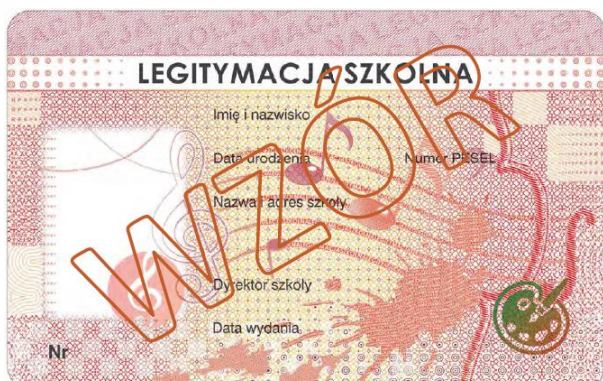 LEGITYMACJA SZKOLNA
Imię i nazwisko
Data urodzenia Numer PESEL
Nazwa i adres szkoły
Dyrektor szkoły
Data wydania
Nr
WZÓR